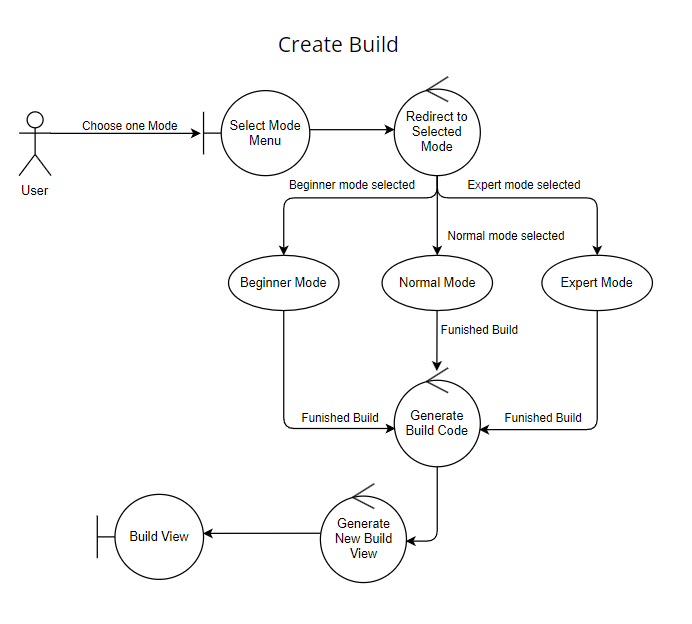 Create Build
Choose one Mode
Select Mode
Menu
Redirect to
Selected
Mode
User
Beginner mode selected
Expert mode selected
Normal mode selected
Beginner Mode
Normal Mode
Expert Mode
Funished Build
Funished Build
Generate
Build Code
Funished Build
Build View
Generate
New Build
View